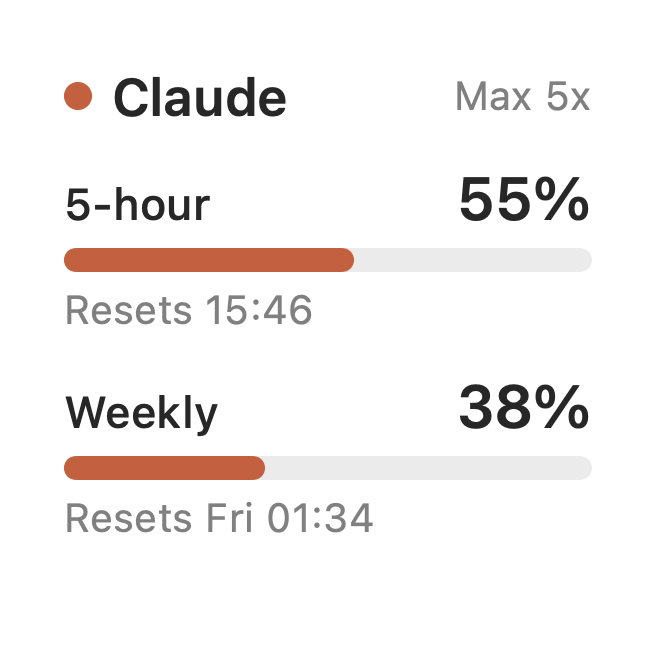 Claude Max 5x
5-hour 55%
Resets 15:46
Weekly 38%
Resets Fri 01:34